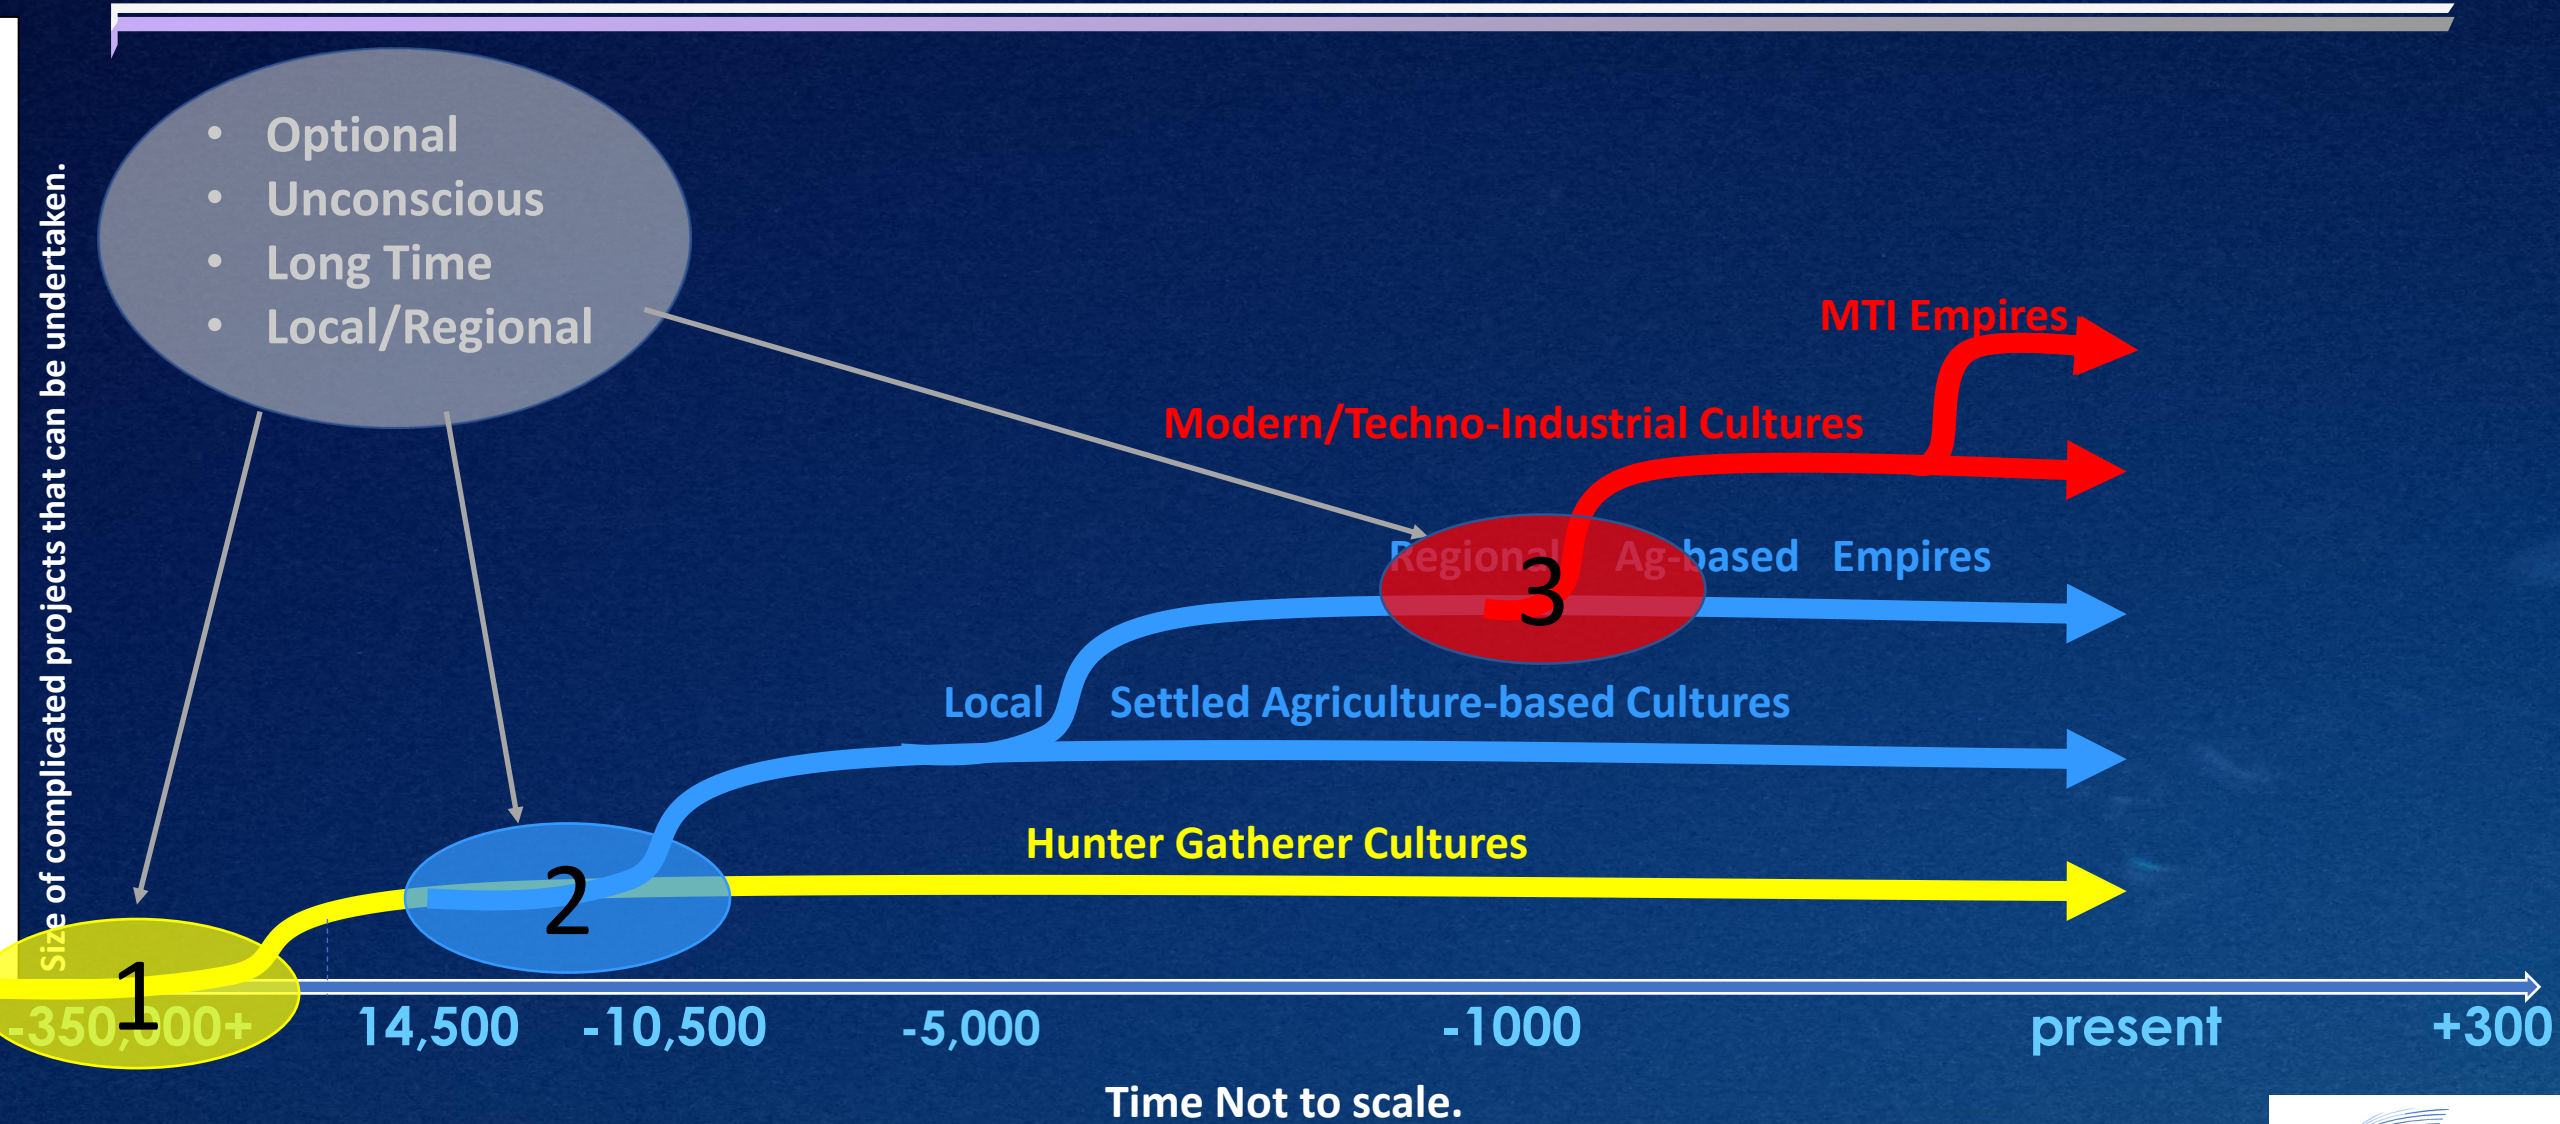 • Optional
• Unconscious
• Long Time
• Local/Regional
Size of complicated projects that can be undertaken.
MTI Empires
Modern/Techno-Industrial Cultures
Regional Ag-based Empires
3
Local Settled Agriculture-based Cultures
Hunter Gatherer Cultures
2
1
-350,000+ 14,500 -10,500 -5,000 -1000 present +300
Time Not to scale.